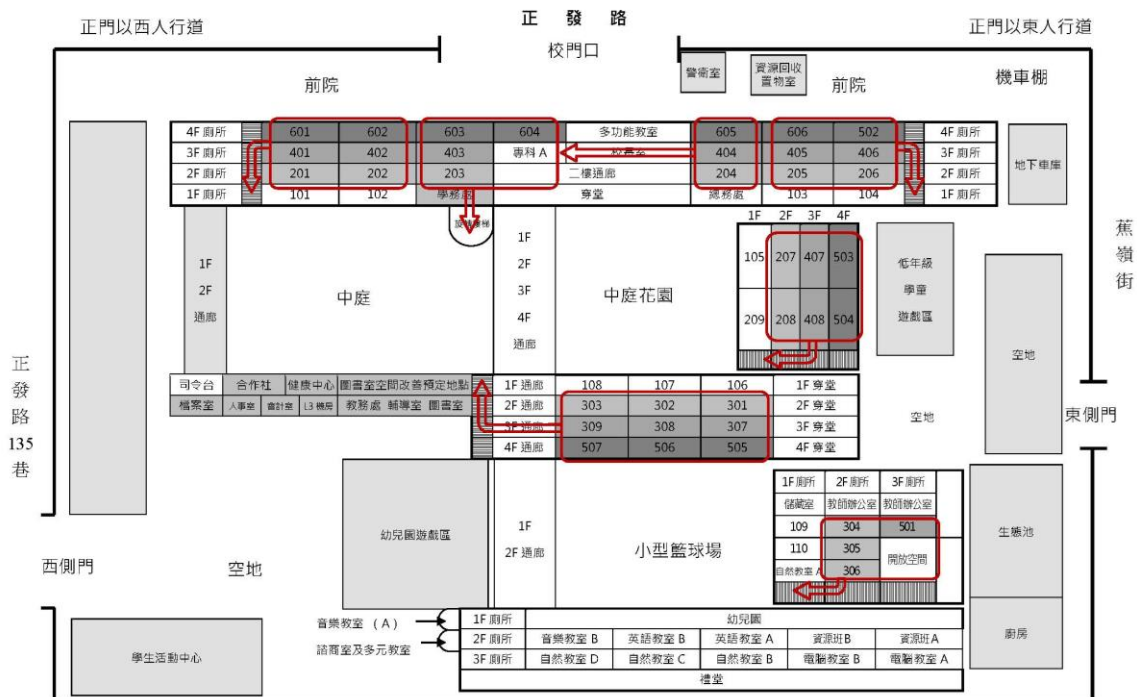 正 發 路
正門以西人行道
正門以東人行道
校門口
警衛室
資源回收
置物室
前院
前院
機車棚
4F 廁所 601 602 603 604 多功能教室 605 606 502 4F 廁所
3F 廁所 401 402 403 專科 A 404 405 406 3F 廁所
2F 廁所 201 202 203 二樓通廊 204 205 206 2F 廁所
1F 廁所 101 102 學務處 穿堂 總務處 103 104 1F 廁所
地下車庫
旋轉樓梯
1F
2F
通廊
中庭
1F
2F
3F
4F
通廊
中庭花園
1F 2F 3F 4F
105 207 407 503
209 208 408 504
低年級
學童
遊戲區
蕉嶺街
空地
正發路135巷
司令台 合作社 健康中心 圖書室空間改善預定地點
檔案室 人事室 會計室 L3 機房 教務處 輔導室 圖書室
1F 通廊 108 107 106 1F 穿堂
2F 通廊 303 302 301 2F 穿堂
3F 通廊 309 308 307 3F 穿堂
4F 通廊 507 506 505 4F 穿堂
空地
東側門
幼兒園遊戲區
1F
2F 通廊
小型籃球場
1F 廁所 2F 廁所 3F 廁所
儲藏室 教師辦公室 教師辦公室
109 304 501
110 305 開放空間
自然教室 A 306
生態池
西側門
空地
廚房
學生活動中心
音樂教室 (A)
諮商室及多元教室
1F 廁所 幼兒園
2F 廁所 音樂教室 B 英語教室 B 英語教室 A 資源班B 資源班A
3F 廁所 自然教室 D 自然教室 C 自然教室 B 電腦教室 B 電腦教室 A
禮堂